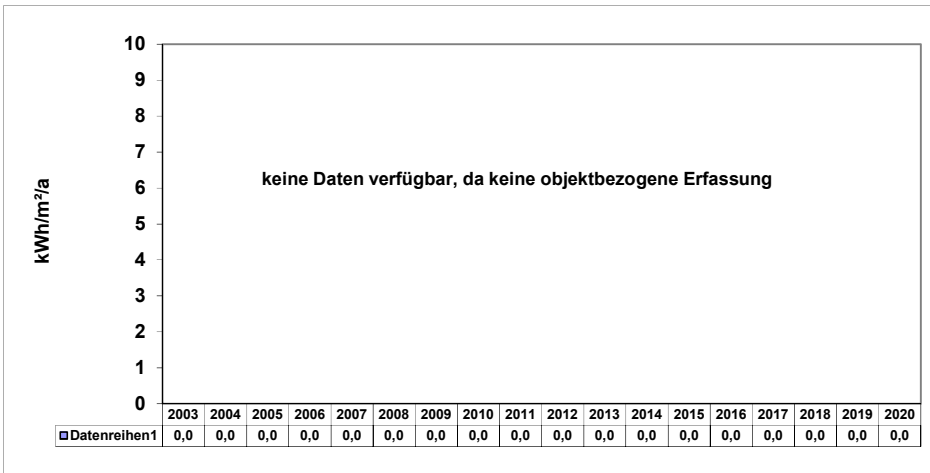 10
9
8
7
keine Daten verfügbar, da keine objektbezogene Erfassung
6
5
4
3
2
1
0
kWh/m²/a
2003 2004 2005 2006 2007 2008 2009 2010 2011 2012 2013 2014 2015 2016 2017 2018 2019 2020
Datenreihen1 0,0 0,0 0,0 0,0 0,0 0,0 0,0 0,0 0,0 0,0 0,0 0,0 0,0 0,0 0,0 0,0 0,0 0,0